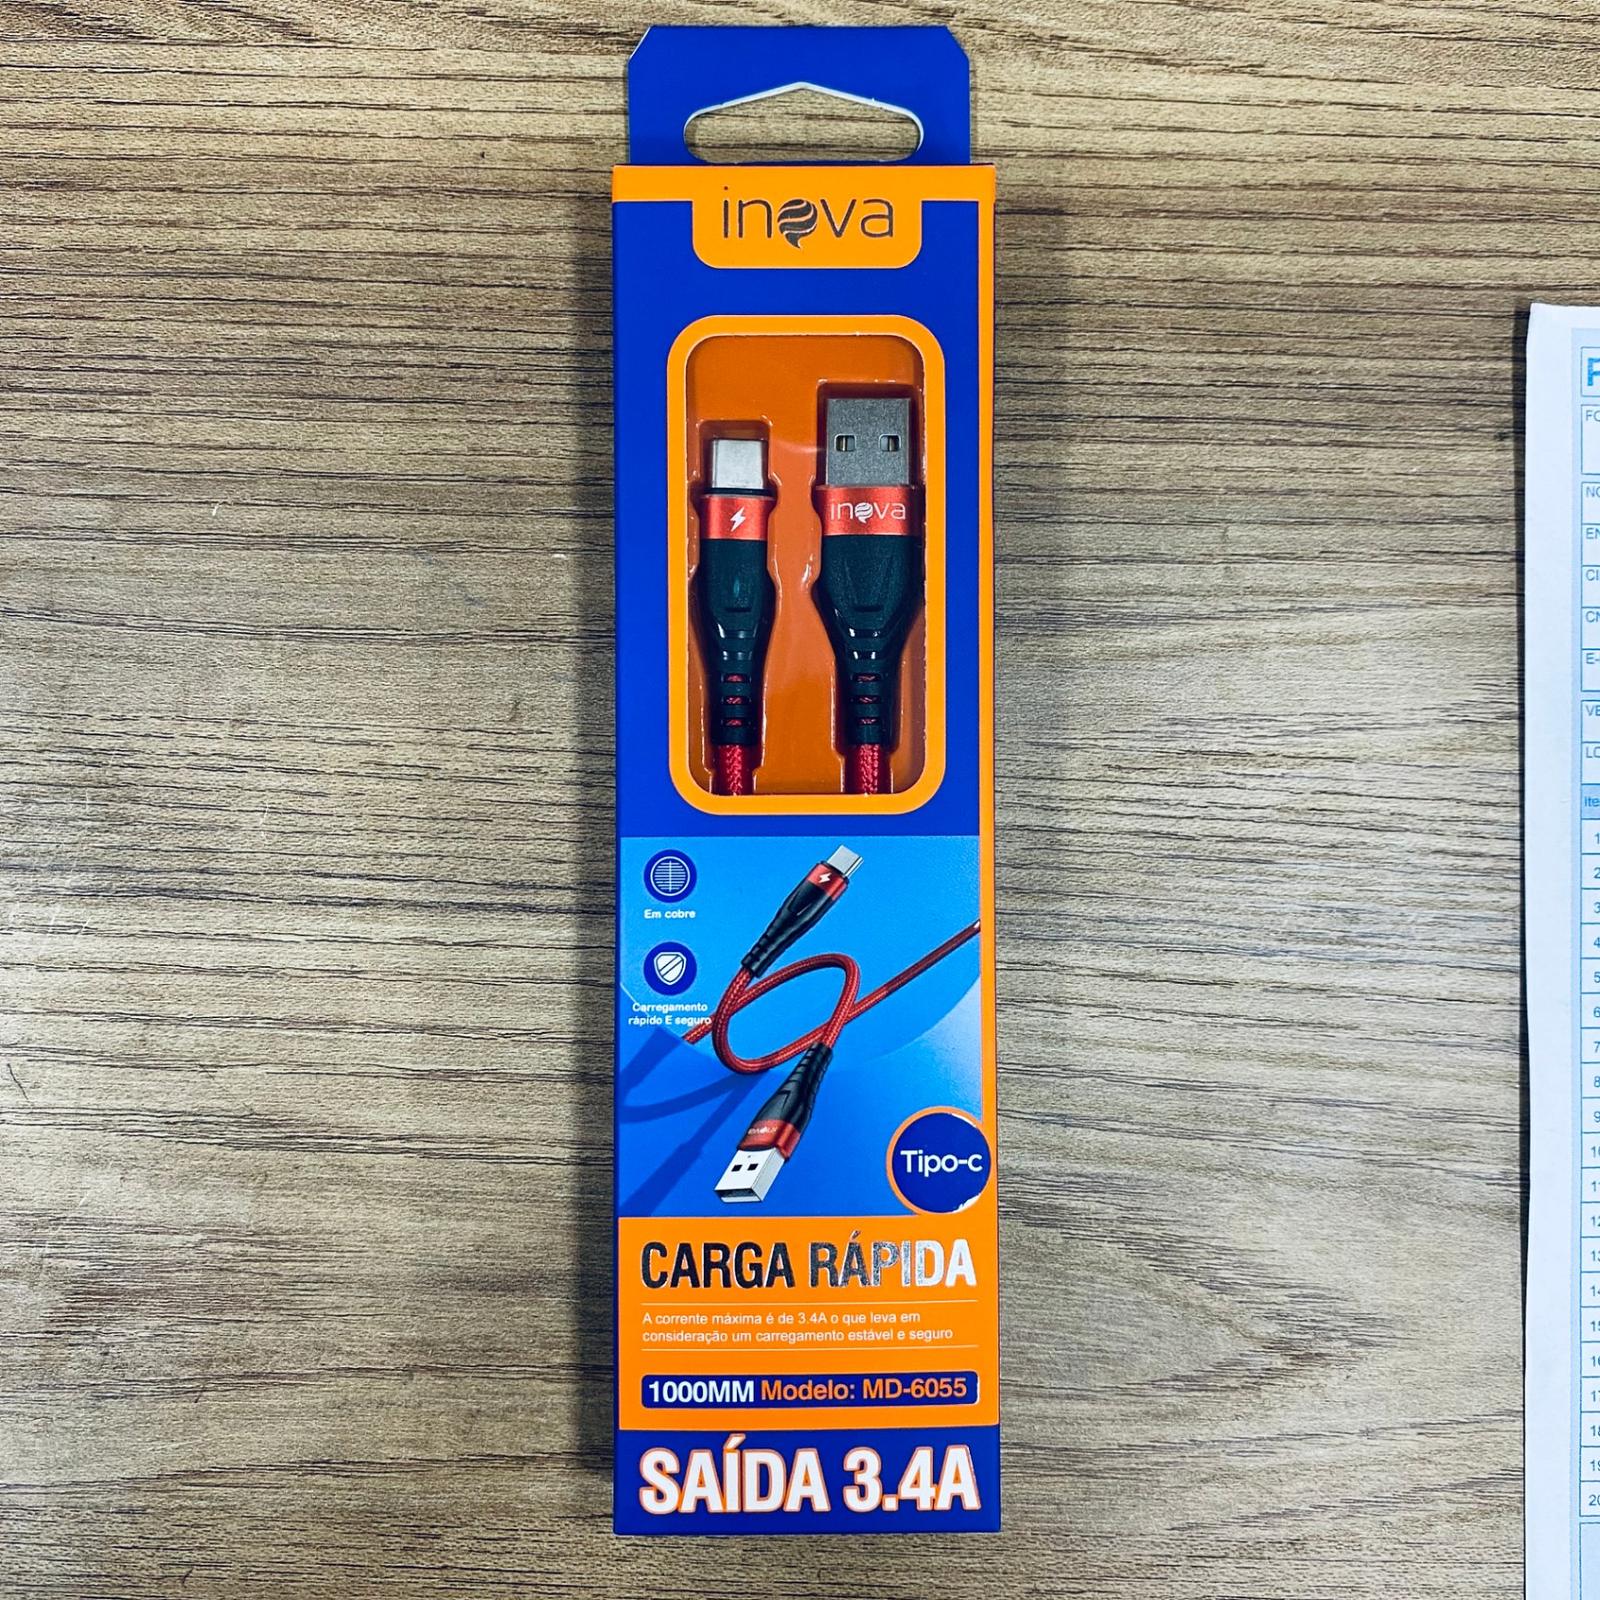 inova
inova
Em cobre
Carregamento
rápido E seguro
Tipo-c
CARGA RÁPIDA
A corrente máxima é de 3.4A o que leva em
consideração um carregamento estável e seguro
1000MM Modelo: MD-6055
SAÍDA 3.4A